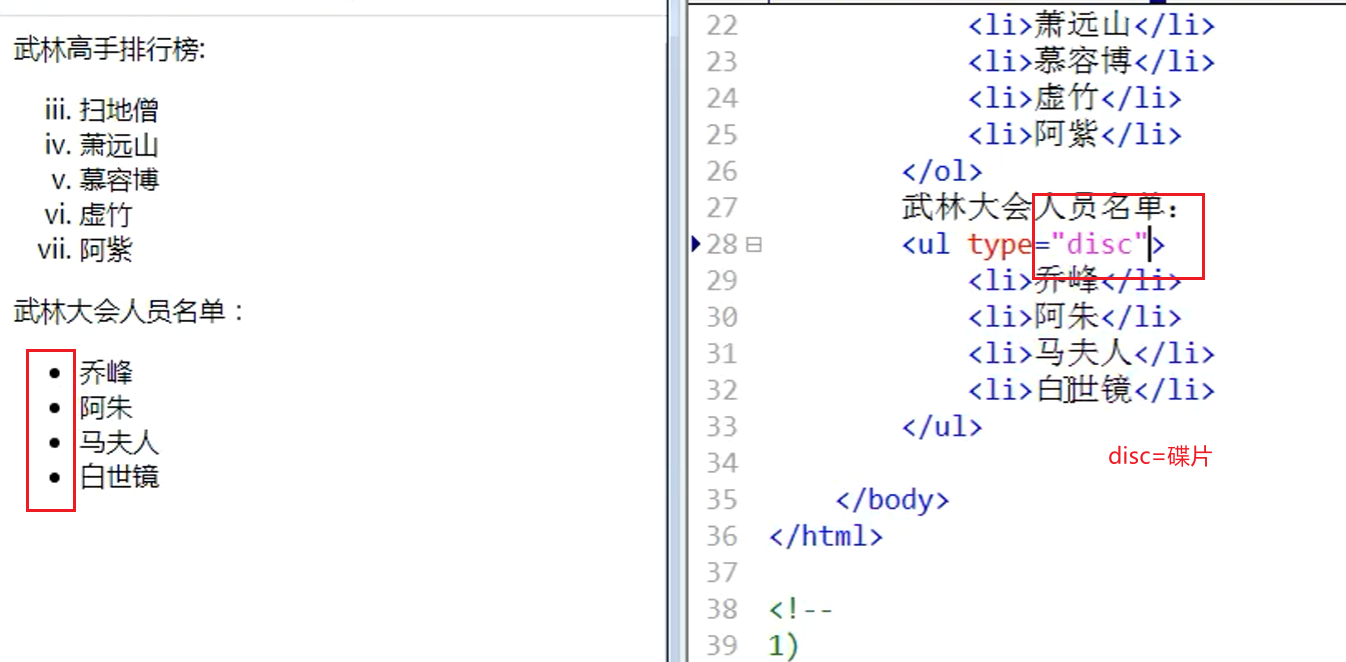 武林高手排行榜:
iii. 扫地僧
iv. 萧远山
v. 慕容博
vi. 虚竹
vii. 阿紫
武林大会人员名单：
• 乔峰
• 阿朱
• 马夫人
• 白世镜
22 <li>萧远山</li>
23 <li>慕容博</li>
24 <li>虚竹</li>
25 <li>阿紫</li>
26 </ol>
27 武林大会人员名单：
28 <ul type="disc">
29 <li>乔峰</li>
30 <li>阿朱</li>
31 <li>马夫人</li>
32 <li>白世镜</li>
33 </ul>
disc=碟片
34
35 </body>
36 </html>
37
38 <!--
39 1)